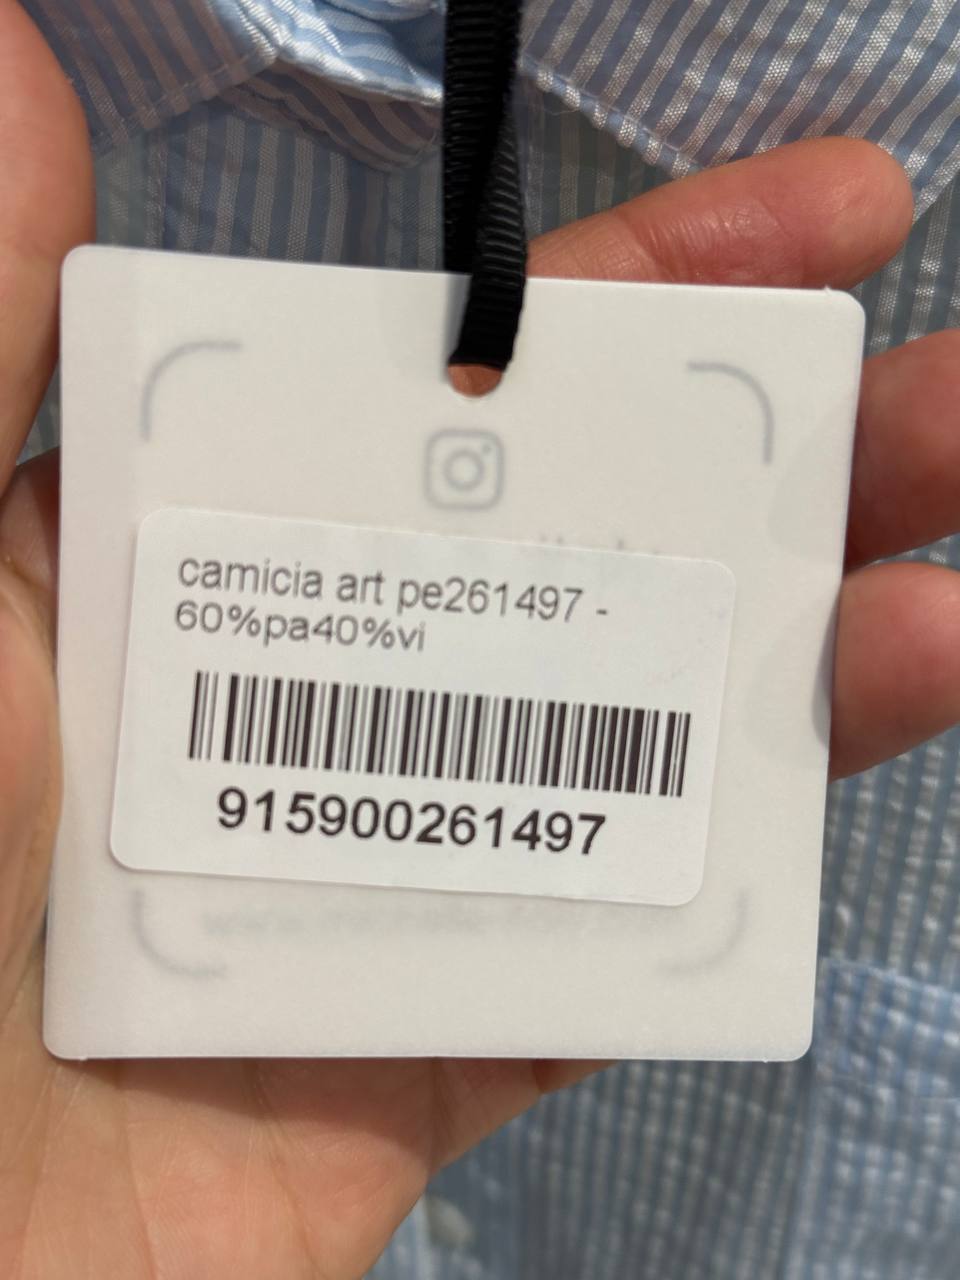 camicia art pe261497 -
60%pa40%vi
915900261497